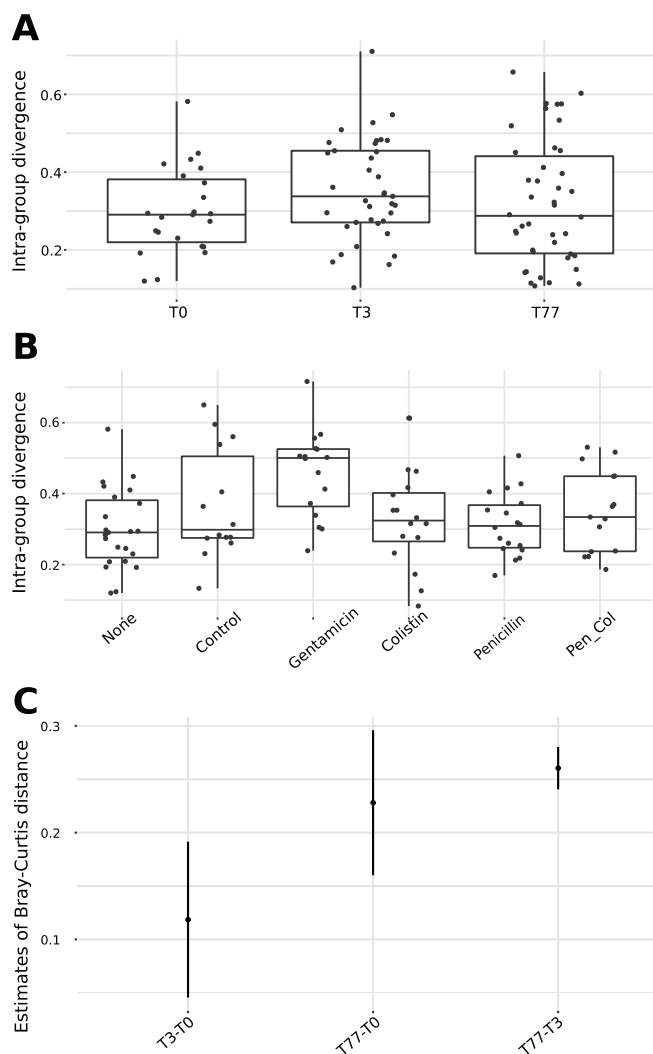 A
Intra-group divergence
0.6
0.4
0.2
T0 T3 T77
B
Intra-group divergence
0.6
0.4
0.2
None Control Gentamicin Colistin Penicillin Pen_Col
C
Estimates of Bray-Curtis distance
0.3
0.2
0.1
T3-T0 T77-T0 T77-T3